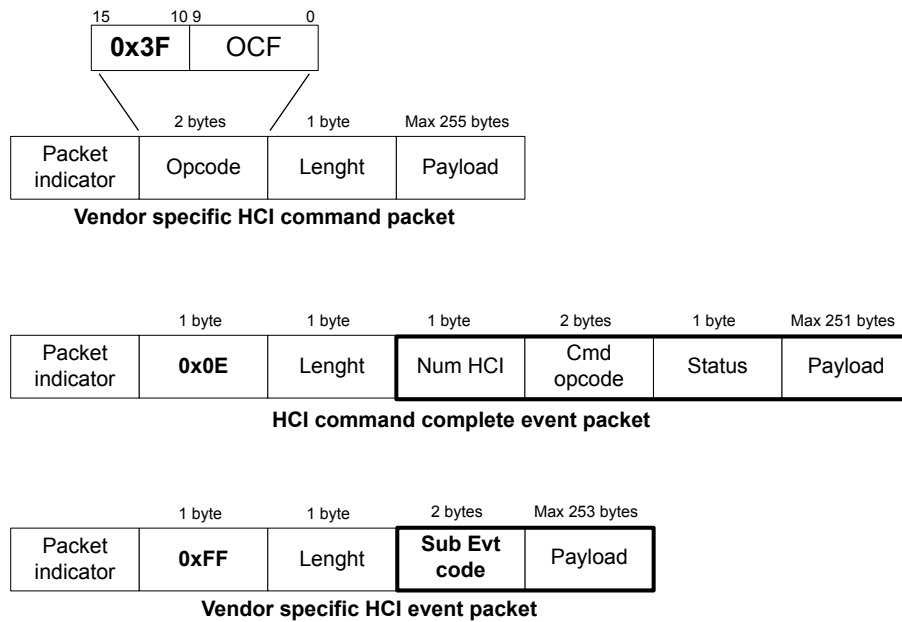 15 10 9 0
0x3F OCF
2 bytes 1 byte Max 255 bytes
Packet
indicator Opcode Lenght Payload
Vendor specific HCI command packet
1 byte 1 byte 1 byte 2 bytes 1 byte Max 251 bytes
Packet
indicator 0x0E Lenght Num HCI Cmd
opcode Status Payload
HCI command complete event packet
1 byte 1 byte 2 bytes Max 253 bytes
Packet
indicator 0xFF Lenght Sub Evt
code Payload
Vendor specific HCI event packet